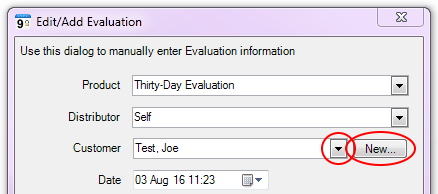 Edit/Add Evaluation
Use this dialog to manually enter Evaluation information
Product Thirty-Day Evaluation
Distributor Self
Customer Test, Joe New...
Date 03 Aug 16 11:23